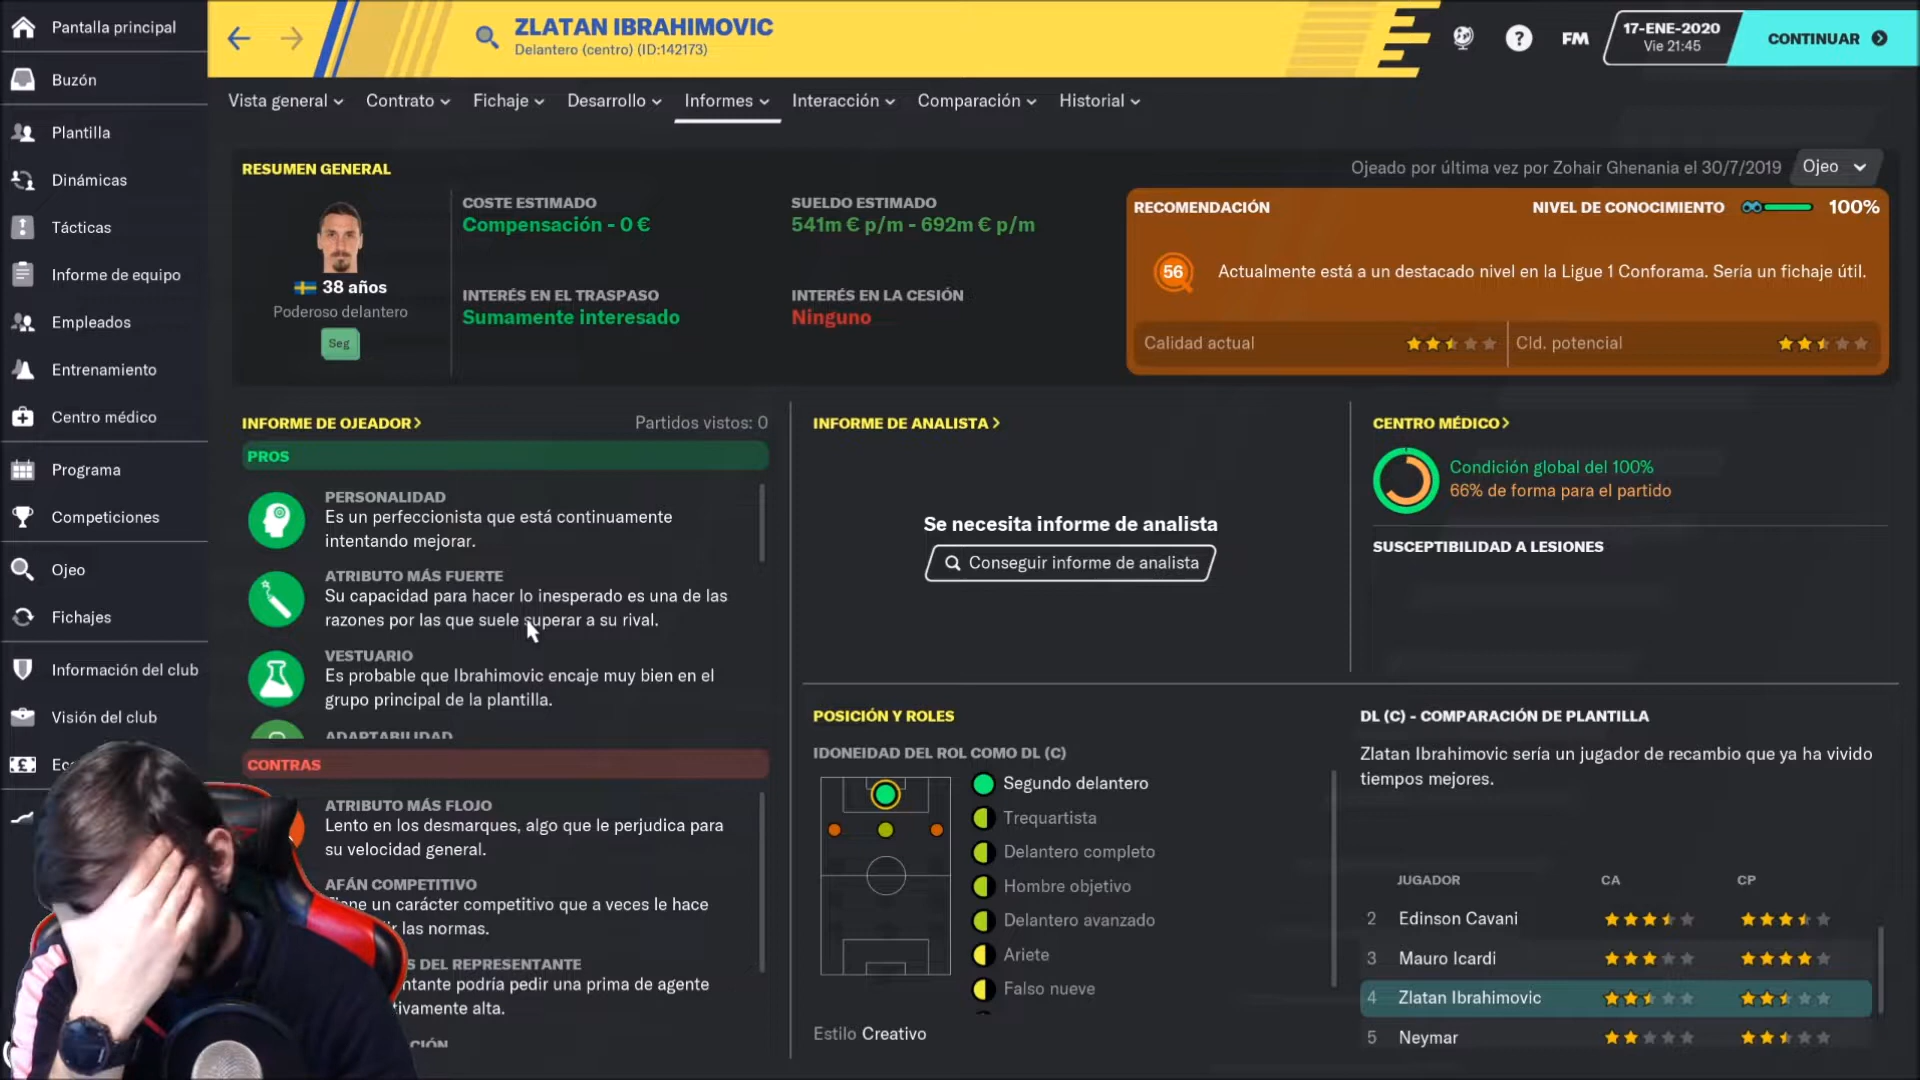 Pantalla principal
Buzón
Plantilla
Dinámicas
Tácticas
Informe de equipo
Empleados
Entrenamiento
Centro médico
Programa
Competiciones
Ojeo
Fichajes
Información del club
Visión del club
ZLATAN IBRAHIMOVIC
Delantero (centro) (ID:142173)
?
FM
17-ENE-2020
Vie 21:45
CONTINUAR
Vista general
Contrato
Fichaje
Desarrollo
Informes
Interacción
Comparación
Historial
RESUMEN GENERAL
Ojeado por última vez por Zohair Ghenania el 30/7/2019
Ojeo
38 años
Poderoso delantero
Seg
COSTE ESTIMADO
Compensación - 0 €
SUELDO ESTIMADO
541m € p/m - 692m € p/m
INTERÉS EN EL TRASPASO
Sumamente interesado
INTERÉS EN LA CESIÓN
Ninguno
RECOMENDACIÓN
NIVEL DE CONOCIMIENTO
100%
56
Actualmente está a un destacado nivel en la Ligue 1 Conforama. Sería un fichaje útil.
Calidad actual
Cld. potencial
INFORME DE OJEADOR
Partidos vistos: 0
PROS
PERSONALIDAD
Es un perfeccionista que está continuamente
intentando mejorar.
ATRIBUTO MÁS FUERTE
Su capacidad para hacer lo inesperado es una de las
razones por las que suele superar a su rival.
VESTUARIO
Es probable que Ibrahimovic encaje muy bien en el
grupo principal de la plantilla.
ADAPTABILIDAD
CONTRAS
ATRIBUTO MÁS FLOJO
Lento en los desmarques, algo que le perjudica para
su velocidad general.
AFÁN COMPETITIVO
un carácter competitivo que a veces le hace
las normas.
DEL REPRESENTANTE
podría pedir una prima de agente
alta.
INFORME DE ANALISTA
Se necesita informe de analista
Conseguir informe de analista
CENTRO MÉDICO
Condición global del 100%
66% de forma para el partido
SUSCEPTIBILIDAD A LESIONES
POSICIÓN Y ROLES
IDONEIDAD DEL ROL COMO DL (C)
Segundo delantero
Trequartista
Delantero completo
Hombre objetivo
Delantero avanzado
Ariete
Falso nueve
Estilo Creativo
DL (C) - COMPARACIÓN DE PLANTILLA
Zlatan Ibrahimovic sería un jugador de recambio que ya ha vivido
tiempos mejores.
JUGADOR CA CP
2 Edinson Cavani
3 Mauro Icardi
4 Zlatan Ibrahimovic
5 Neymar